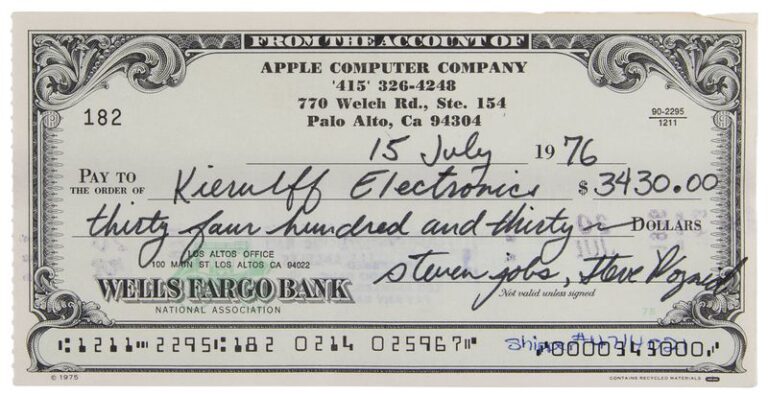 FROM THE ACCOUNT OF
APPLE COMPUTER COMPANY
'415' 326-4248
770 Welch Rd., Ste. 154
Palo Alto, Ca 94304
182
90-2295
1211
15 July 1976
PAY TO
THE ORDER OF Kierulff Electronics $ 3430.00
thirty four hundred and thirty DOLLARS
LOS ALTOS OFFICE
100 MAIN ST LOS ALTOS CA 94022
WELLS FARGO BANK
NATIONAL ASSOCIATION
steven jobs, Steve Wozniak
Not valid unless signed
⑆1211⑉2295⑆182 0214 025967⑈ ⑈0000343000⑈
© 1975
CONTAINS RECYCLED MATERIALS